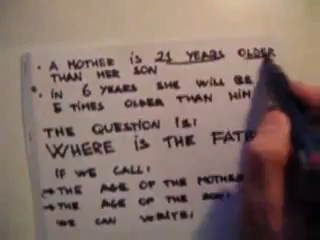 • A MOTHER is 21 YEARS OLDER
THAN HER SON
• IN 6 YEARS SHE WILL BE
5 TIMES OLDER THAN HIM
THE QUESTION IS:
WHERE is THE FATH
IF WE CALL:
→ THE AGE OF THE MOTHER
→ THE AGE OF THE
WE CAN WRITE: